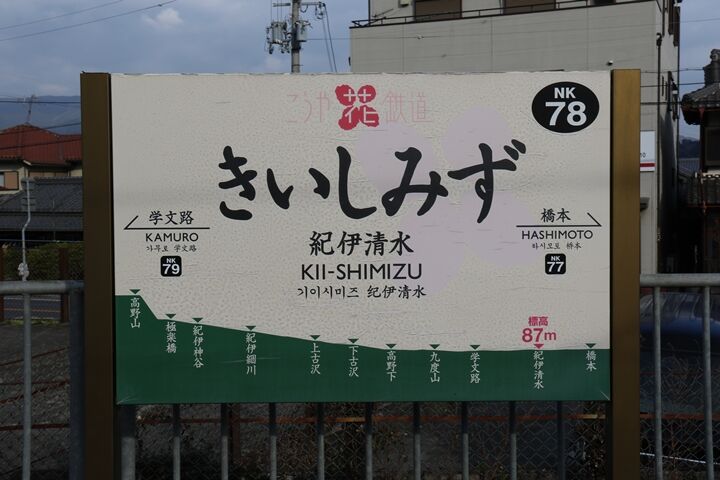 こうや花鉄道
NK
78
きいしみず
学文路
KAMURO
가무로 学文路
NK
79
紀伊清水
KII-SHIMIZU
기이시미즈 纪伊清水
橋本
HASHIMOTO
하시모토 桥本
NK
77
標高
87m
高野山
極楽橋
紀伊神谷
紀伊細川
上古沢
下古沢
高野下
九度山
学文路
紀伊清水
橋本